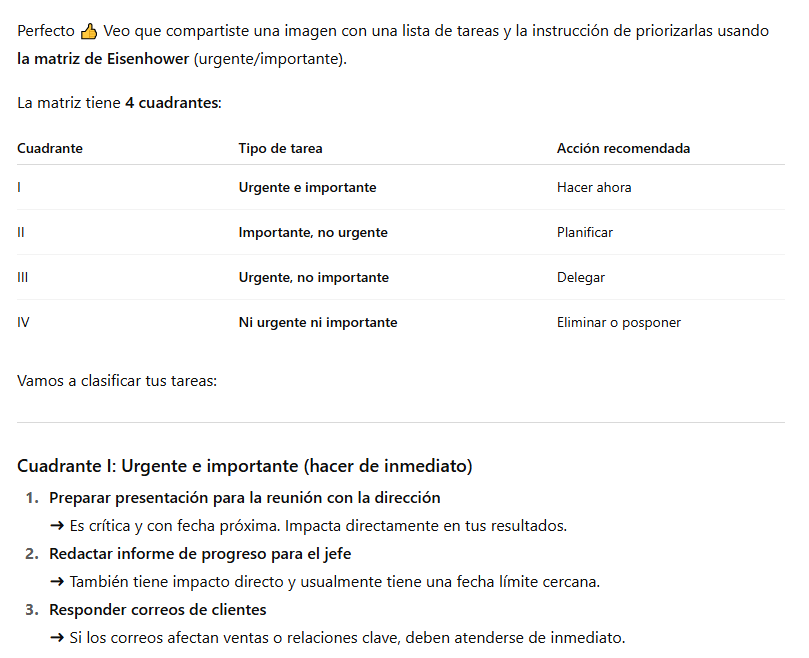 Perfecto 👍 Veo que compartiste una imagen con una lista de tareas y la instrucción de priorizarlas usando
la matriz de Eisenhower (urgente/importante).
La matriz tiene 4 cuadrantes:
Cuadrante Tipo de tarea Acción recomendada
I Urgente e importante Hacer ahora
II Importante, no urgente Planificar
III Urgente, no importante Delegar
IV Ni urgente ni importante Eliminar o posponer
Vamos a clasificar tus tareas:
Cuadrante I: Urgente e importante (hacer de inmediato)
1. Preparar presentación para la reunión con la dirección
→ Es crítica y con fecha próxima. Impacta directamente en tus resultados.
2. Redactar informe de progreso para el jefe
→ También tiene impacto directo y usualmente tiene una fecha límite cercana.
3. Responder correos de clientes
→ Si los correos afectan ventas o relaciones clave, deben atenderse de inmediato.